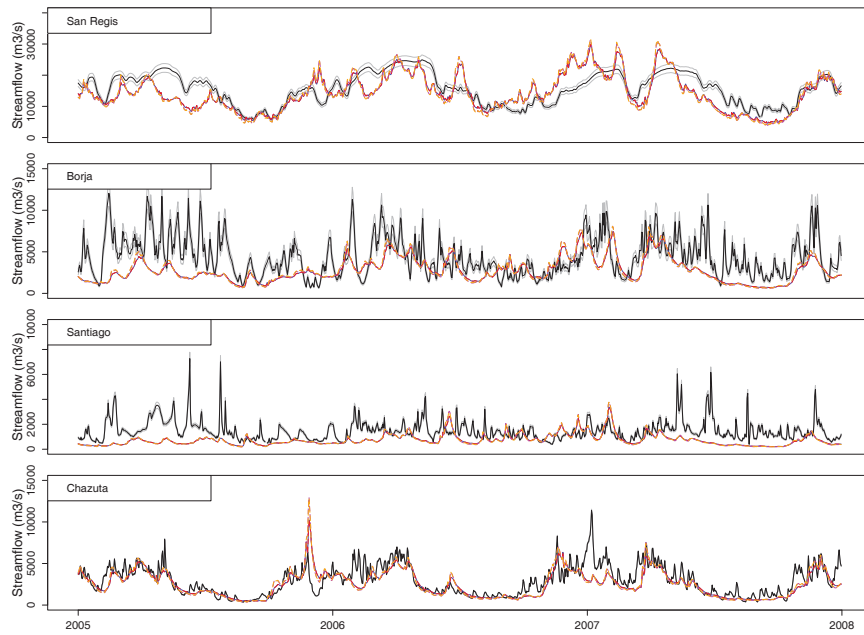 San Regis
Streamflow (m3/s)
0 10000 30000
Borja
Streamflow (m3/s)
0 5000 10000 15000
Santiago
Streamflow (m3/s)
0 2000 6000 10000
Chazuta
Streamflow (m3/s)
0 5000 10000 15000
2005 2006 2007 2008